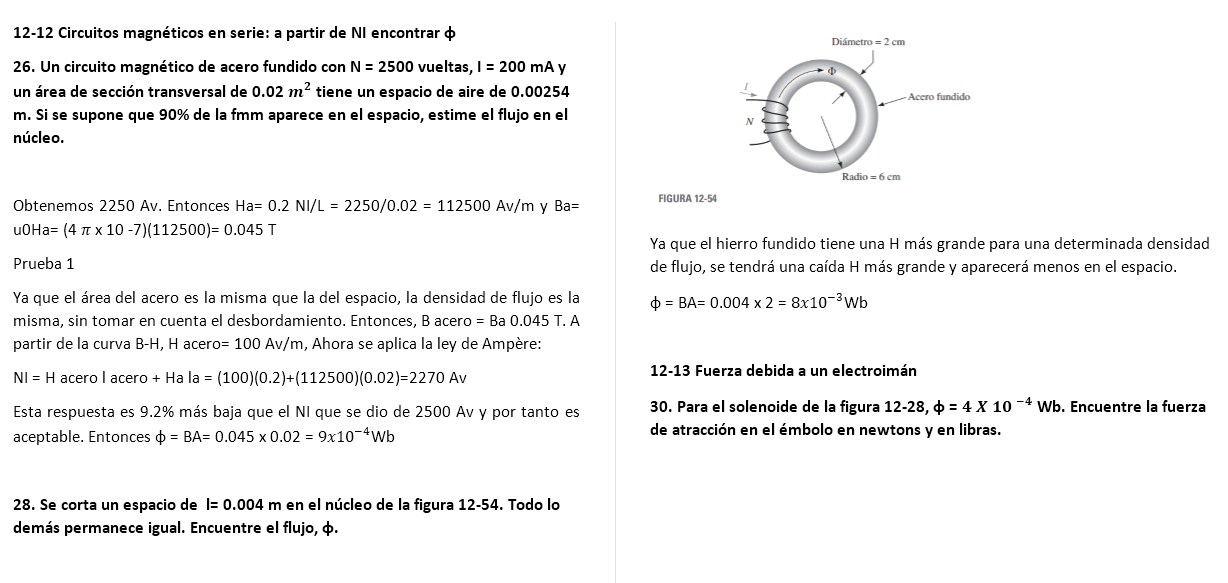 12-12 Circuitos magnéticos en serie: a partir de NI encontrar ϕ
26. Un circuito magnético de acero fundido con N = 2500 vueltas, I = 200 mA y
un área de sección transversal de 0.02 m² tiene un espacio de aire de 0.00254
m. Si se supone que 90% de la fmm aparece en el espacio, estime el flujo en el
núcleo.
Obtenemos 2250 Av. Entonces Ha= 0.2 NI/L = 2250/0.02 = 112500 Av/m y Ba=
u0Ha= (4 π x 10 -7)(112500)= 0.045 T
Prueba 1
Ya que el área del acero es la misma que la del espacio, la densidad de flujo es la
misma, sin tomar en cuenta el desbordamiento. Entonces, B acero = Ba 0.045 T. A
partir de la curva B-H, H acero= 100 Av/m, Ahora se aplica la ley de Ampère:
NI = H acero l acero + Ha la = (100)(0.2)+(112500)(0.02)=2270 Av
Esta respuesta es 9.2% más baja que el NI que se dio de 2500 Av y por tanto es
aceptable. Entonces ϕ = BA= 0.045 x 0.02 = 9x10⁻⁴Wb
28. Se corta un espacio de l= 0.004 m en el núcleo de la figura 12-54. Todo lo
demás permanece igual. Encuentre el flujo, ϕ.
Diámetro = 2 cm
Φ
I
Acero fundido
N
Radio = 6 cm
FIGURA 12-54
Ya que el hierro fundido tiene una H más grande para una determinada densidad
de flujo, se tendrá una caída H más grande y aparecerá menos en el espacio.
ϕ = BA= 0.004 x 2 = 8x10⁻³Wb
12-13 Fuerza debida a un electroimán
30. Para el solenoide de la figura 12-28, ϕ = 4 X 10 ⁻⁴ Wb. Encuentre la fuerza
de atracción en el émbolo en newtons y en libras.